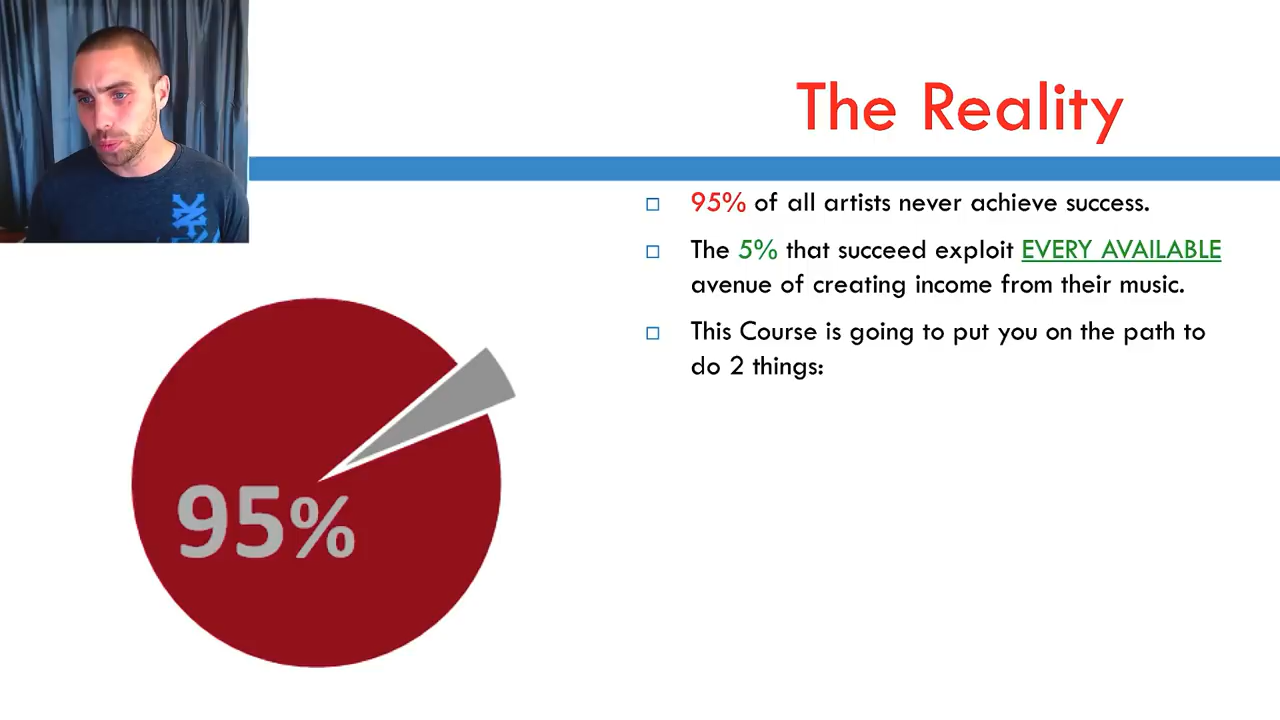 The Reality
95% of all artists never achieve success.
The 5% that succeed exploit EVERY AVAILABLE
avenue of creating income from their music.
This Course is going to put you on the path to
do 2 things:
95%